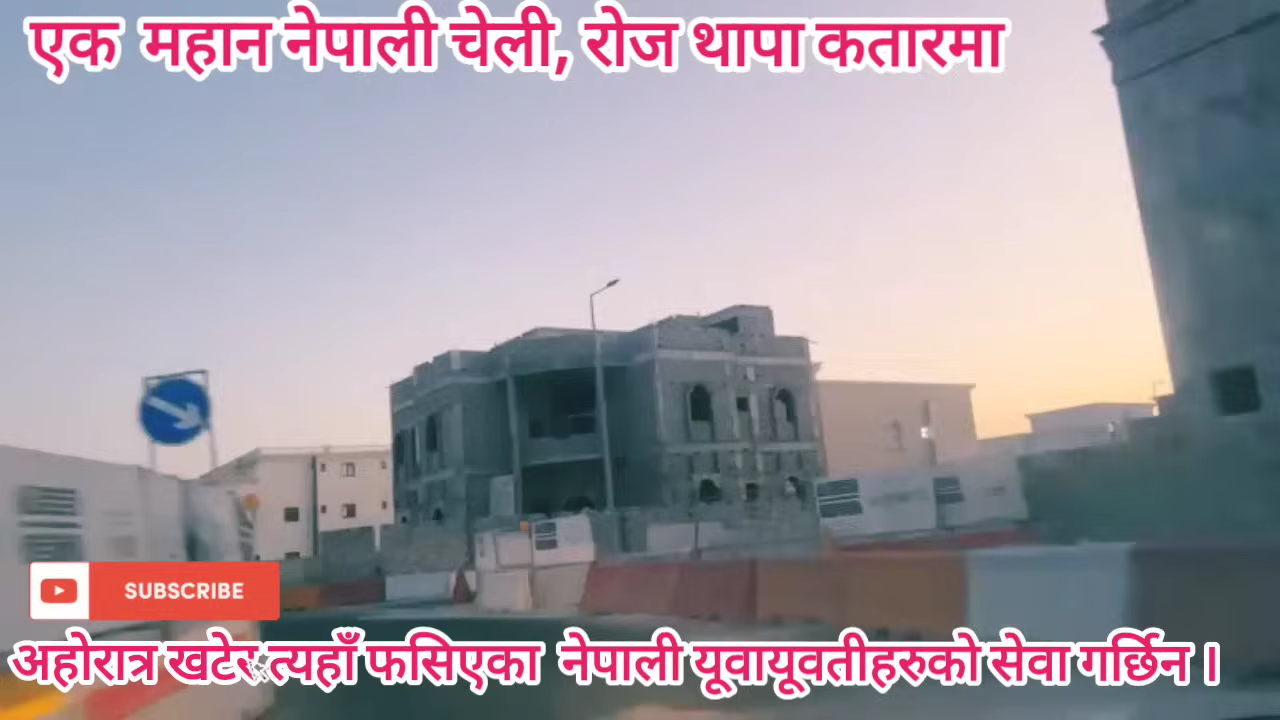 एक महान नेपाली चेली, रोज थापा कतारमा
SUBSCRIBE
अहोरात्र खटेर त्यहाँ फसिएका नेपाली यूवायूवतीहरुको सेवा गर्छिन ।